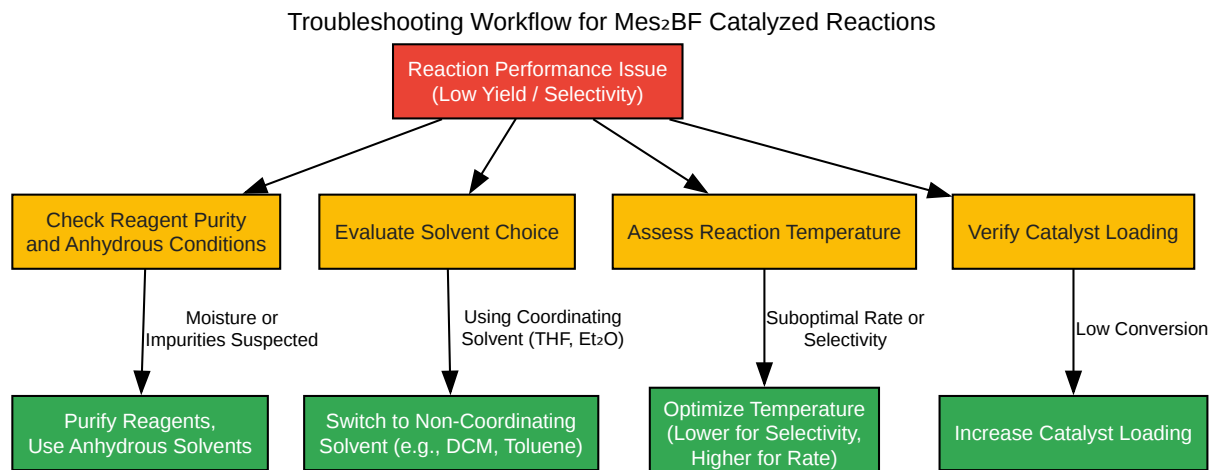 Troubleshooting Workflow for Mes₂BF Catalyzed Reactions
Reaction Performance Issue
(Low Yield / Selectivity)
Check Reagent Purity
and Anhydrous Conditions
Evaluate Solvent Choice
Assess Reaction Temperature
Verify Catalyst Loading
Moisture or
Impurities Suspected
Using Coordinating
Solvent (THF, Et₂O)
Suboptimal Rate or
Selectivity
Low Conversion
Purify Reagents,
Use Anhydrous Solvents
Switch to Non-Coordinating
Solvent (e.g., DCM, Toluene)
Optimize Temperature
(Lower for Selectivity,
Higher for Rate)
Increase Catalyst Loading